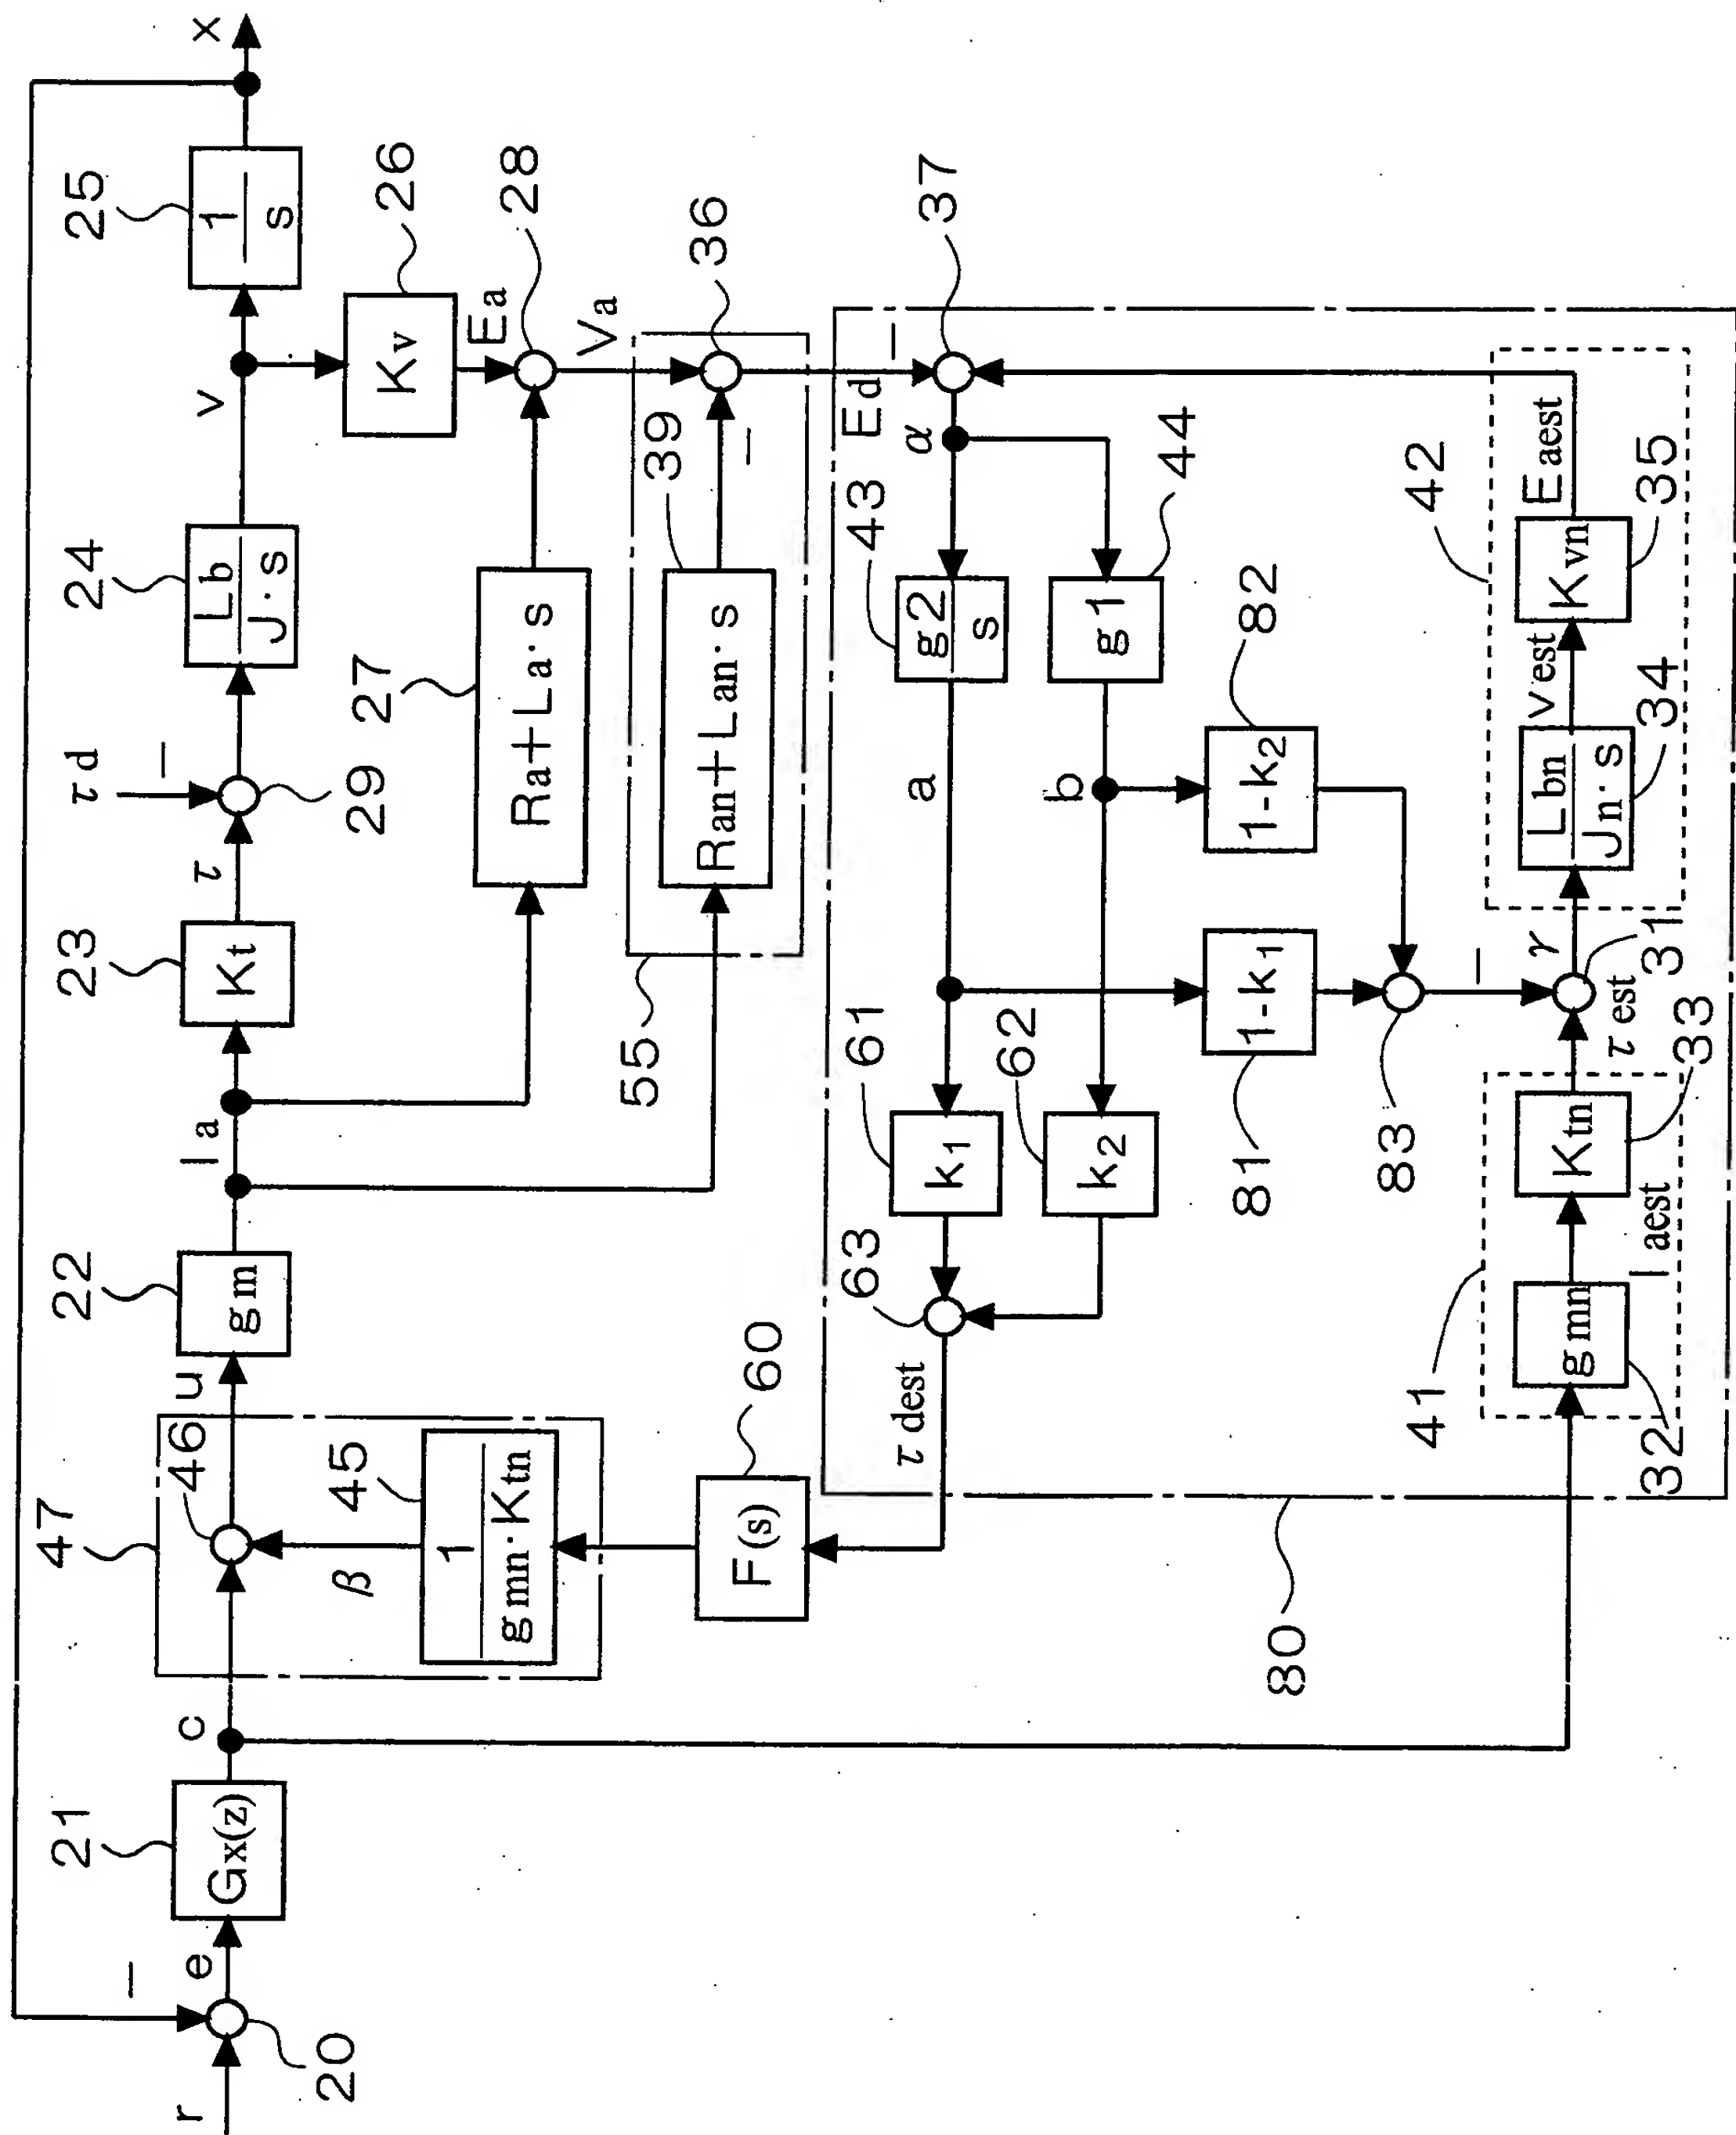 r
−
e
20
21
Gx(z)
c
47
46
u
β
45
1
gmn·Ktn
22
gm
Ia
23
Kt
τ
τd
−
29
24
Lb
J·s
v
25
1
s
x
26
Kv
Ea
28
Va
27
Ra+La·s
55
39
Ran+Lan·s
−
36
60
F(s)
τdest
80
63
61
k1
62
k2
a
b
43
g2
s
44
g1
α
Ed
−
37
81
1-k1
82
1-k2
83
−
41
32
gmn
Iaest
Ktn
33
τest
31
γ
42
Lbn
Jn·s
34
vest
Kvn
35
Eaest